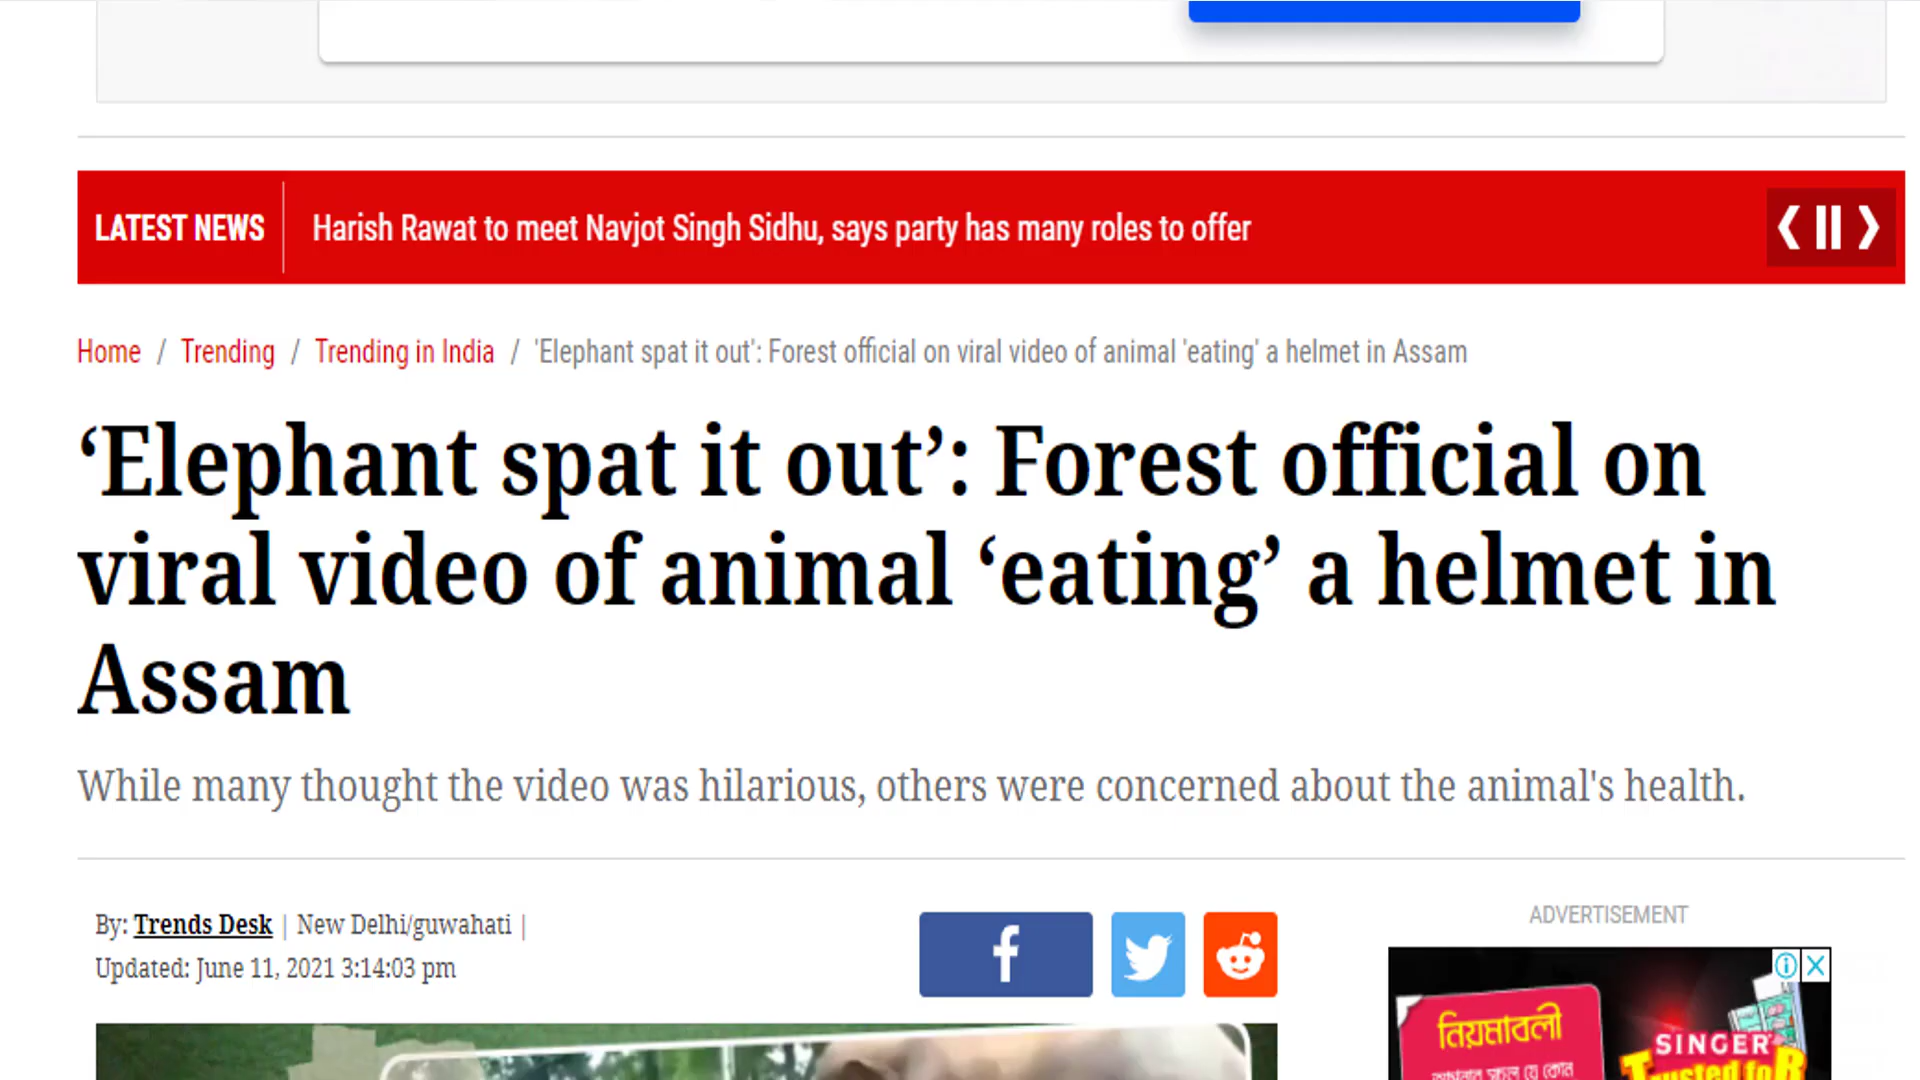 LATEST NEWS
Harish Rawat to meet Navjot Singh Sidhu, says party has many roles to offer
Home / Trending / Trending in India / 'Elephant spat it out': Forest official on viral video of animal 'eating' a helmet in Assam
‘Elephant spat it out’: Forest official on
viral video of animal ‘eating’ a helmet in
Assam
While many thought the video was hilarious, others were concerned about the animal's health.
By: Trends Desk | New Delhi/guwahati |
Updated: June 11, 2021 3:14:03 pm
ADVERTISEMENT
নিয়মাবলী
SINGER
Trusted for